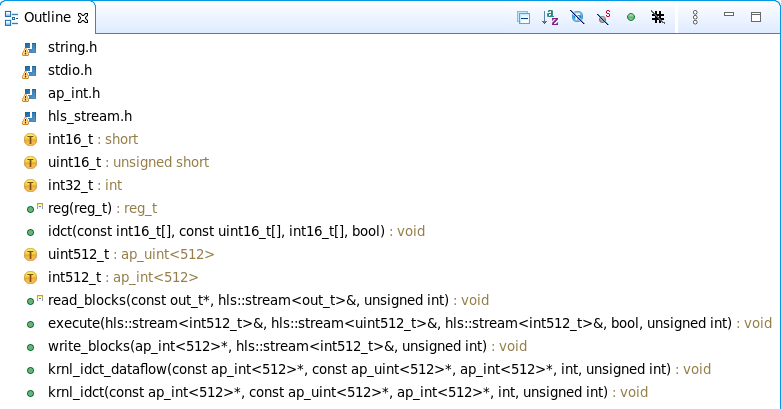 Outline
string.h
stdio.h
ap_int.h
hls_stream.h
int16_t : short
uint16_t : unsigned short
int32_t : int
reg(reg_t) : reg_t
idct(const int16_t[], const uint16_t[], int16_t[], bool) : void
uint512_t : ap_uint<512>
int512_t : ap_int<512>
read_blocks(const out_t*, hls::stream<out_t>&, unsigned int) : void
execute(hls::stream<int512_t>&, hls::stream<uint512_t>&, hls::stream<int512_t>&, bool, unsigned int) : void
write_blocks(ap_int<512>*, hls::stream<int512_t>&, unsigned int) : void
krnl_idct_dataflow(const ap_int<512>*, const ap_uint<512>*, ap_int<512>*, int, unsigned int) : void
krnl_idct(const ap_int<512>*, const ap_uint<512>*, ap_int<512>*, int, unsigned int) : void